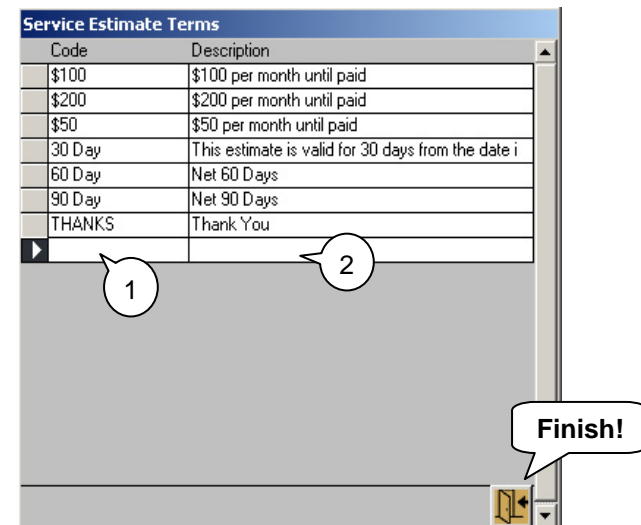 Service Estimate Terms
Code Description
$100 $100 per month until paid
$200 $200 per month until paid
$50 $50 per month until paid
30 Day This estimate is valid for 30 days from the date i
60 Day Net 60 Days
90 Day Net 90 Days
THANKS Thank You
1 2
Finish!